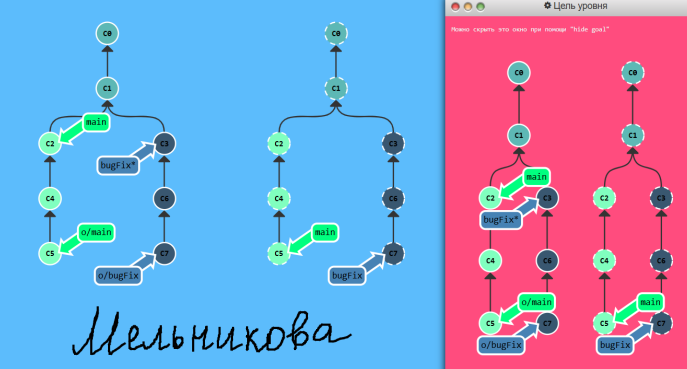 Цель уровня
Можно скрыть это окно при помощи "hide goal"
C0
C0
C1
C1
main
C2
C3
C2
C3
bugFix*
C4
C6
C4
C6
o/main
main
C5
C7
C5
C7
o/bugFix
bugFix
Мельникова
C0
C0
C1
C1
main
C2
C3
C2
C3
bugFix*
C4
C6
C4
C6
o/main
main
C5
C7
C5
C7
o/bugFix
bugFix